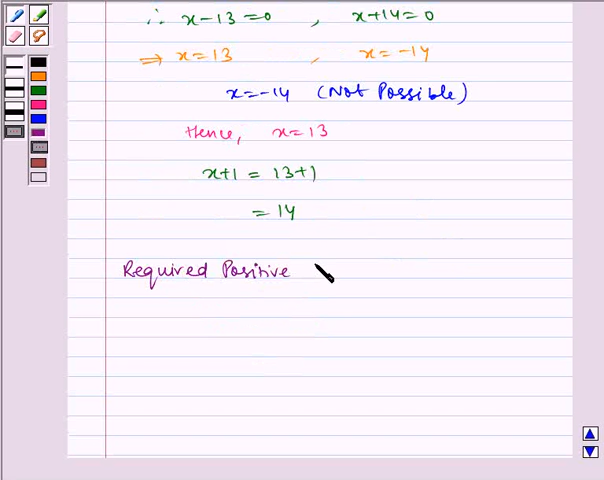 ∴ x-13=0 , x+14=0
⇒ x=13 , x=-14
x=-14 (Not Possible)
Hence, x=13
x+1 = 13+1
= 14
Required Positive